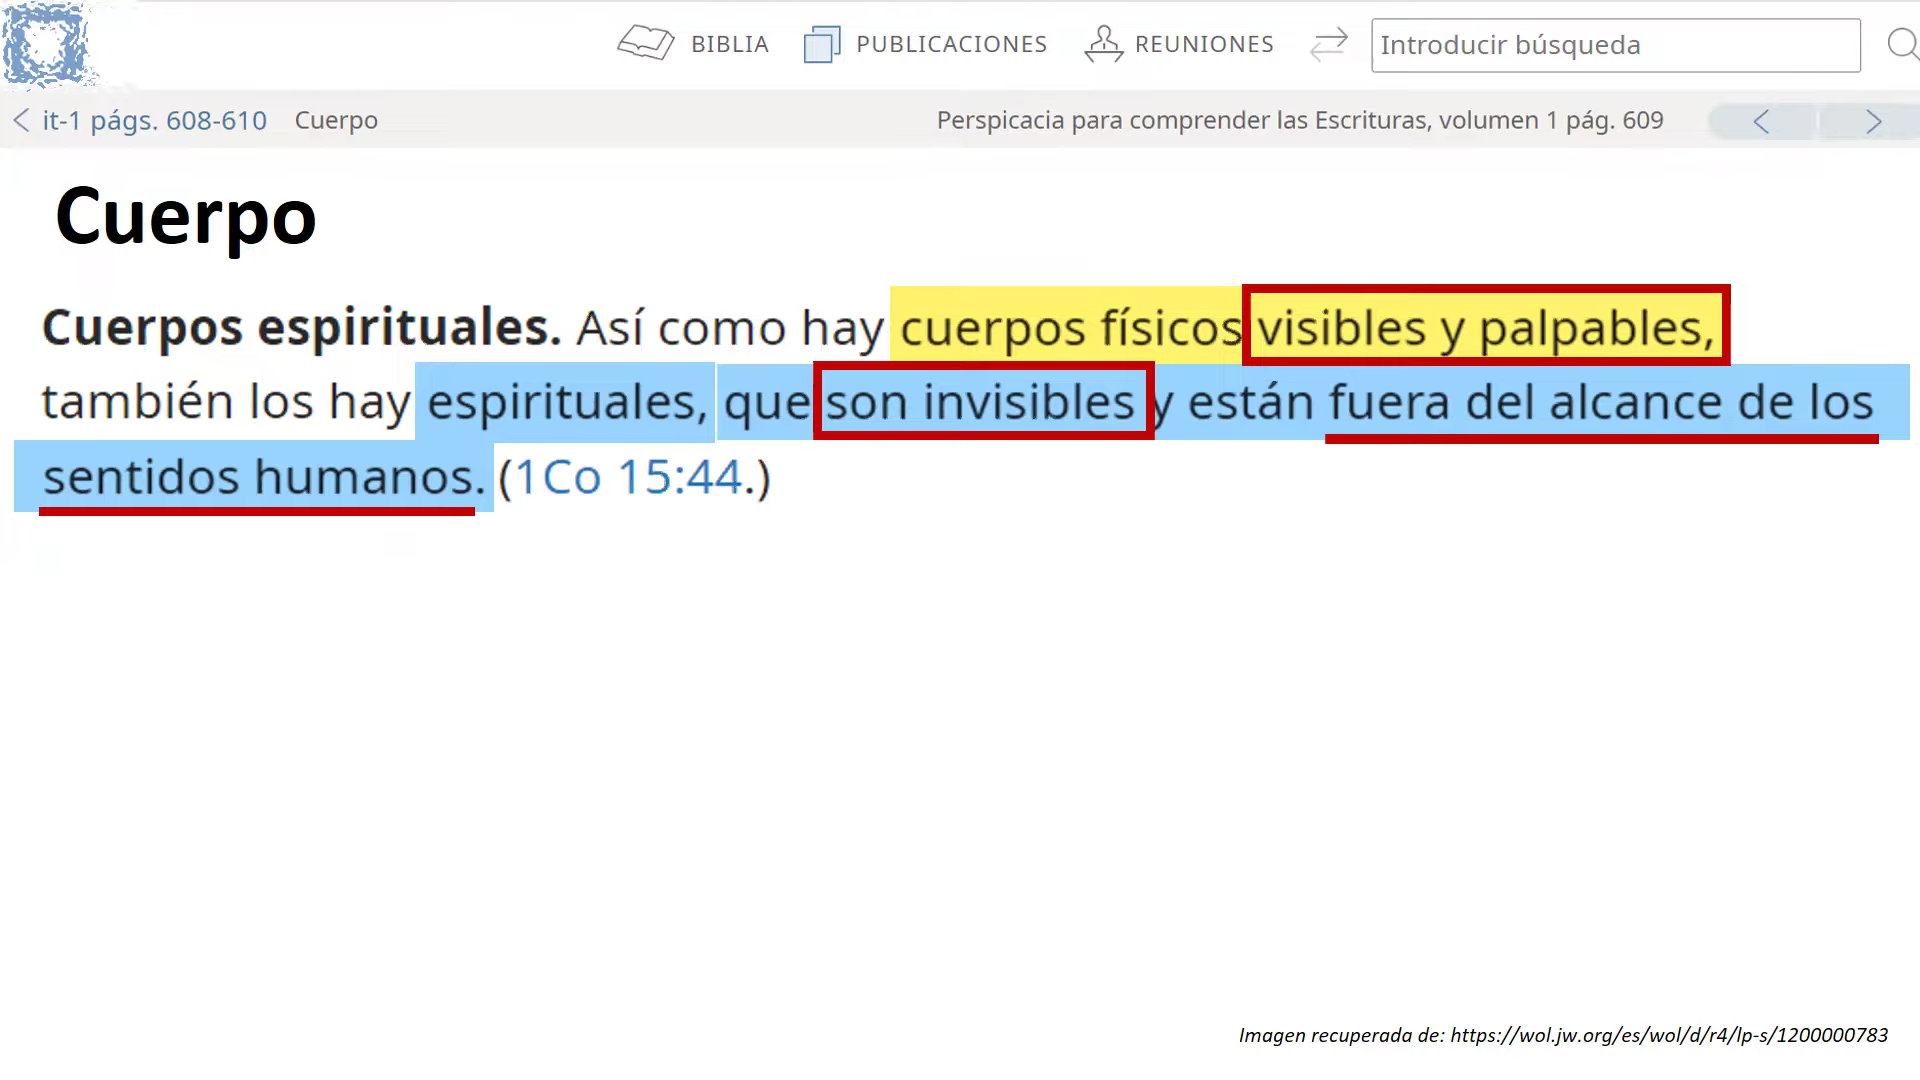 BIBLIA PUBLICACIONES REUNIONES Introducir búsqueda
it-1 págs. 608-610 Cuerpo Perspicacia para comprender las Escrituras, volumen 1 pág. 609
Cuerpo
Cuerpos espirituales. Así como hay cuerpos físicos visibles y palpables,
también los hay espirituales, que son invisibles y están fuera del alcance de los
sentidos humanos. (1Co 15:44.)
Imagen recuperada de: https://wol.jw.org/es/wol/d/r4/lp-s/1200000783